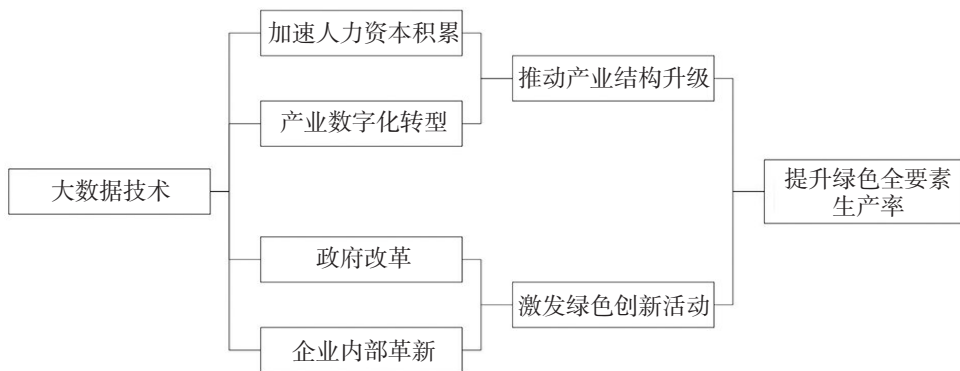 加速人力资本积累
推动产业结构升级
产业数字化转型
大数据技术
提升绿色全要素
生产率
政府改革
激发绿色创新活动
企业内部革新